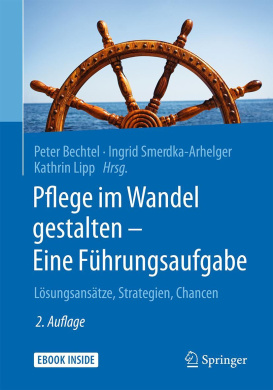 Peter Bechtel · Ingrid Smerdka-Arhelger
Kathrin Lipp Hrsg.
Pflege im Wandel
gestalten –
Eine Führungsaufgabe
Lösungsansätze, Strategien, Chancen
2. Auflage
EBOOK INSIDE
Springer